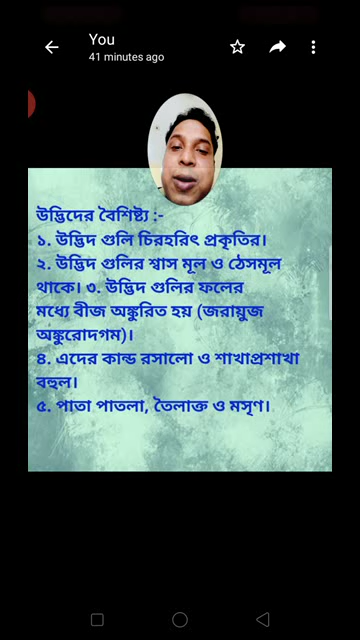 You
41 minutes ago
উদ্ভিদের বৈশিষ্ট্য :-
১. উদ্ভিদ গুলি চিরহরিৎ প্রকৃতির।
২. উদ্ভিদ গুলির শ্বাস মূল ও ঠেসমূল
থাকে। ৩. উদ্ভিদ গুলির ফলের
মধ্যে বীজ অঙ্কুরিত হয় (জরায়ুজ
অঙ্কুরোদগম)।
৪. এদের কান্ড রসালো ও শাখাপ্রশাখা
বহুল।
৫. পাতা পাতলা, তৈলাক্ত ও মসৃণ।